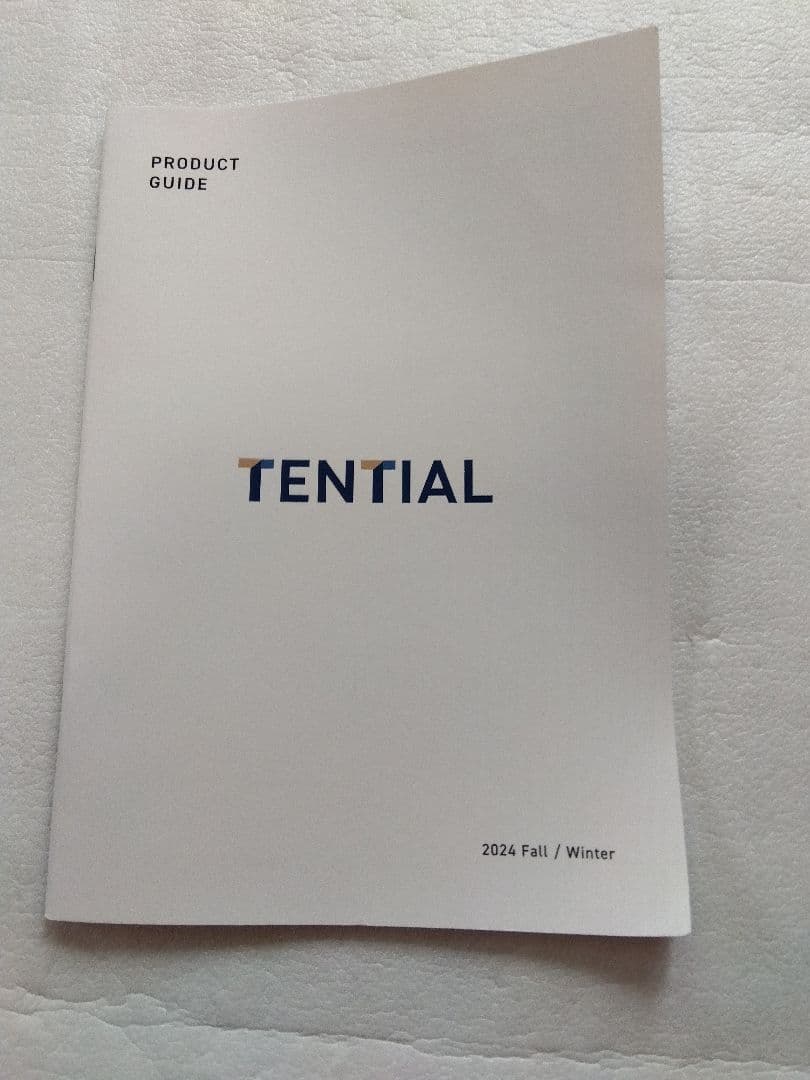 PRODUCT
GUIDE
TENTIAL
2024 Fall / Winter